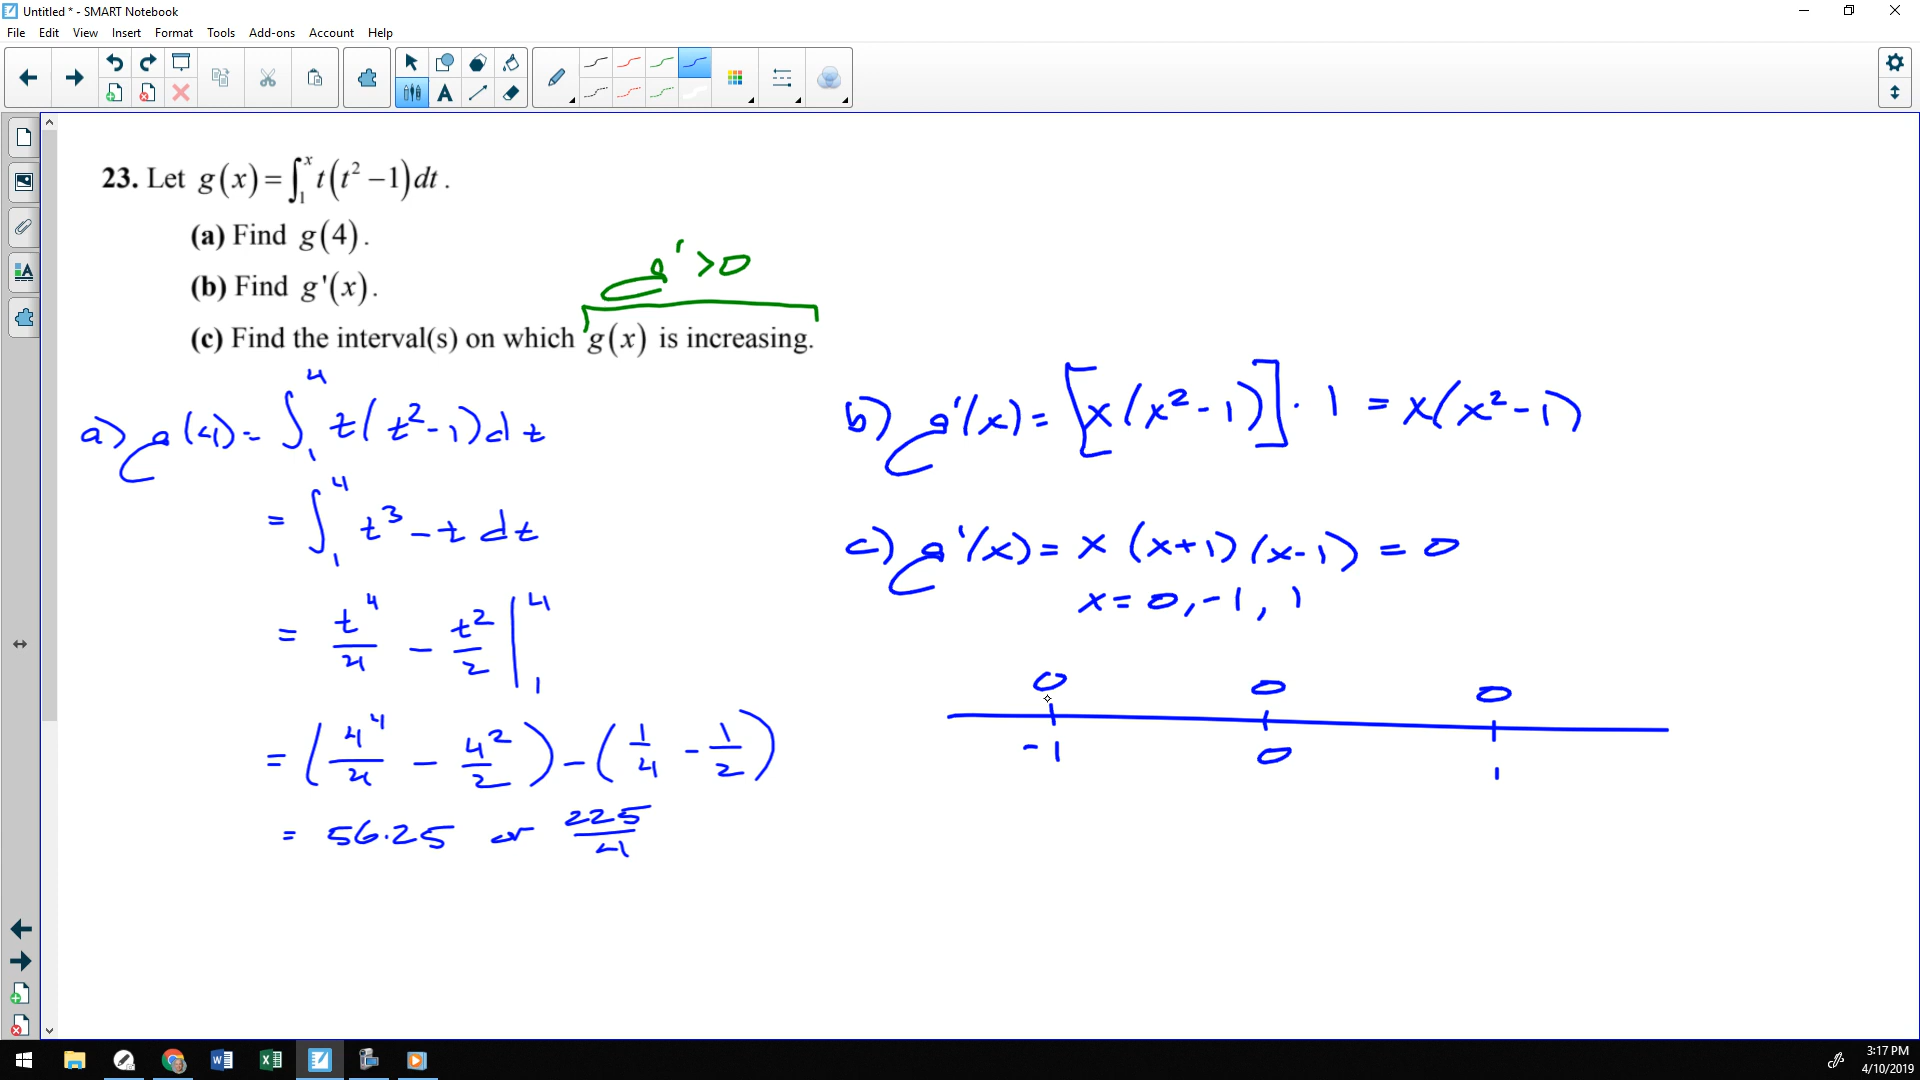 Untitled * - SMART Notebook
File Edit View Insert Format Tools Add-ons Account Help
23. Let g(x) = ∫₁ˣ t(t² − 1)dt.
(a) Find g(4).
(b) Find g'(x).
g' > 0
(c) Find the interval(s) on which g(x) is increasing.
a) g(4) = ∫₁⁴ t(t² - 1) dt
= ∫₁⁴ t³ - t dt
= t⁴/4 - t²/2 |₁⁴
= (4⁴/4 - 4²/2) - (1/4 - 1/2)
= 56.25 or 225/4
b) g'(x) = [x(x² - 1)] · 1 = x(x² - 1)
c) g'(x) = x (x+1) (x-1) = 0
x = 0, -1, 1
0 0 0
-1 0 1
3:17 PM
4/10/2019